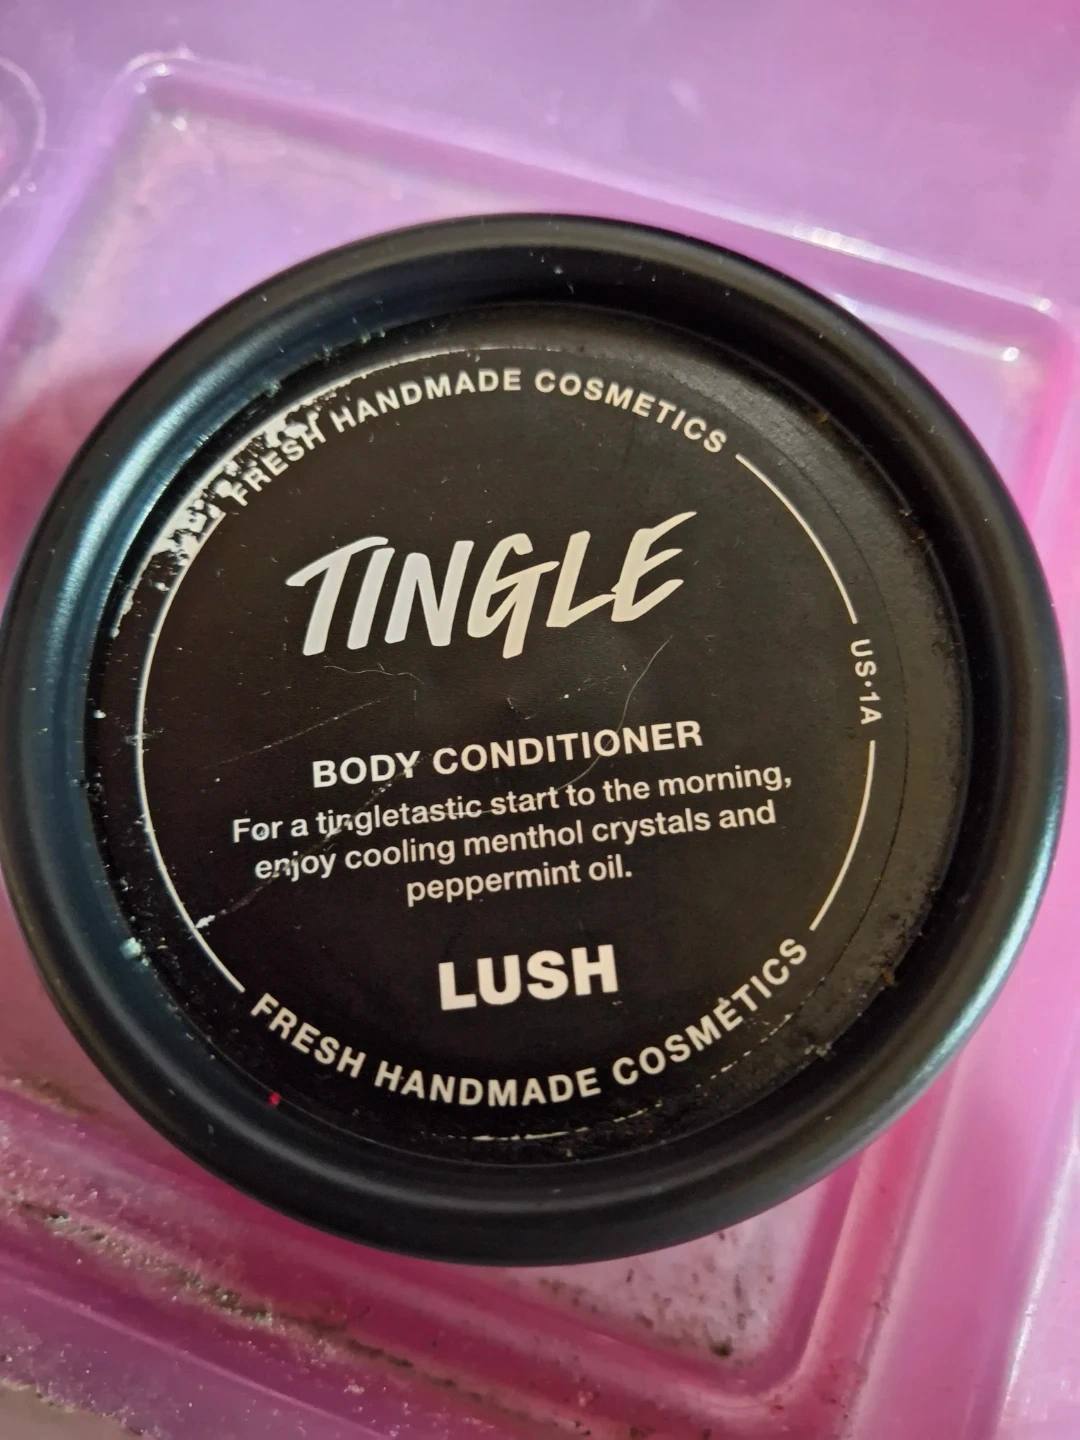 FRESH HANDMADE COSMETICS
US·1A
TINGLE
BODY CONDITIONER
For a tingletastic start to the morning,
enjoy cooling menthol crystals and
peppermint oil.
LUSH
FRESH HANDMADE COSMETICS